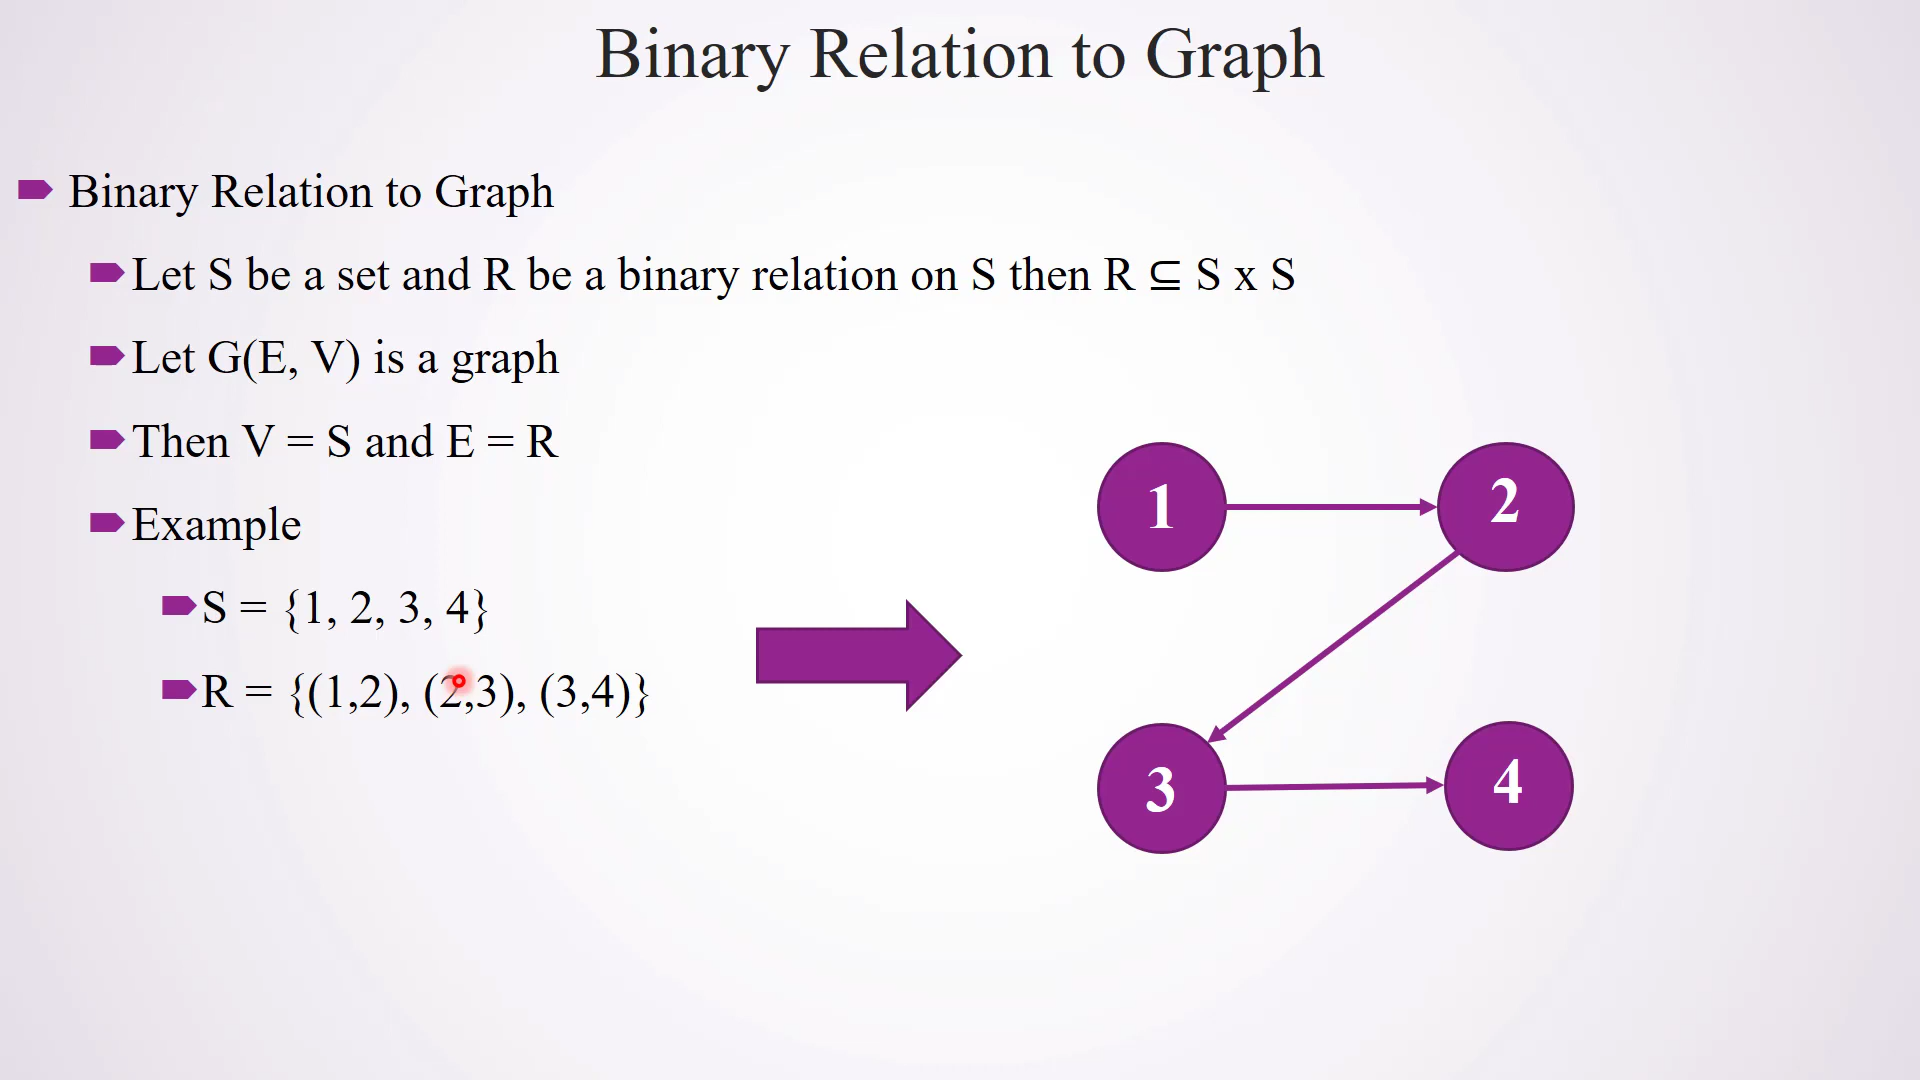 Binary Relation to Graph
Binary Relation to Graph
Let S be a set and R be a binary relation on S then R ⊆ S x S
Let G(E, V) is a graph
Then V = S and E = R
Example
S = {1, 2, 3, 4}
R = {(1,2), (2,3), (3,4)}
1
2
3
4